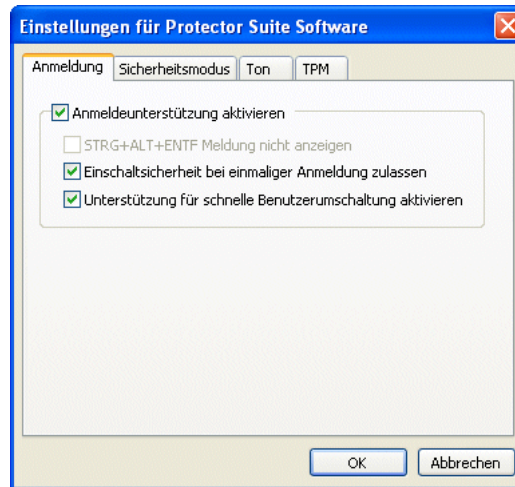 Einstellungen für Protector Suite Software
Anmeldung Sicherheitsmodus Ton TPM
Anmeldeunterstützung aktivieren
STRG+ALT+ENTF Meldung nicht anzeigen
Einschaltsicherheit bei einmaliger Anmeldung zulassen
Unterstützung für schnelle Benutzerumschaltung aktivieren
OK Abbrechen